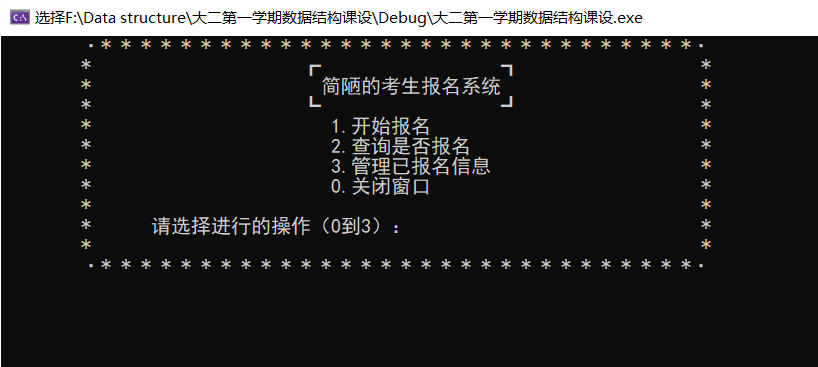 选择F:\Data structure\大二第一学期数据结构课设\Debug\大二第一学期数据结构课设.exe
简陋的考生报名系统
1.开始报名
2.查询是否报名
3.管理已报名信息
0.关闭窗口
请选择进行的操作（0到3）：